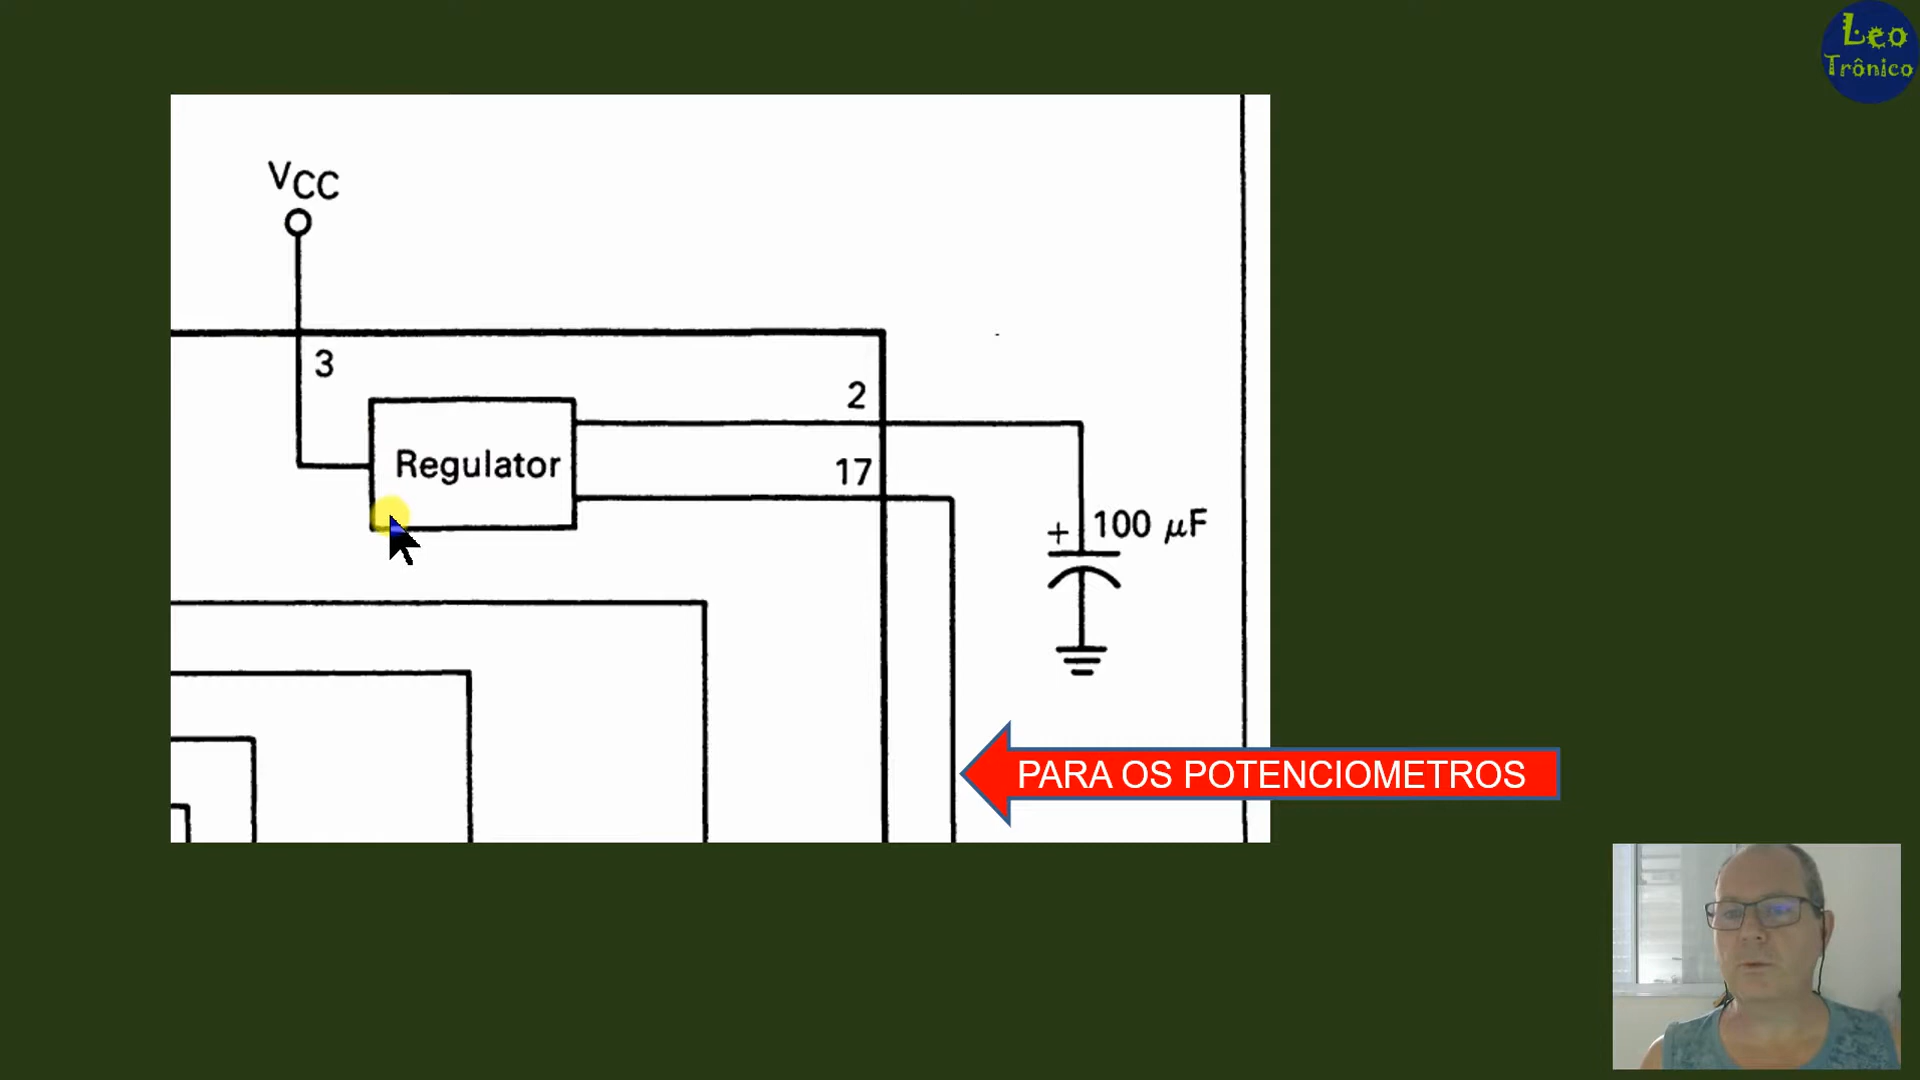 Leo
Trônico
VCC
3
2
Regulator
17
+ 100 µF
PARA OS POTENCIOMETROS